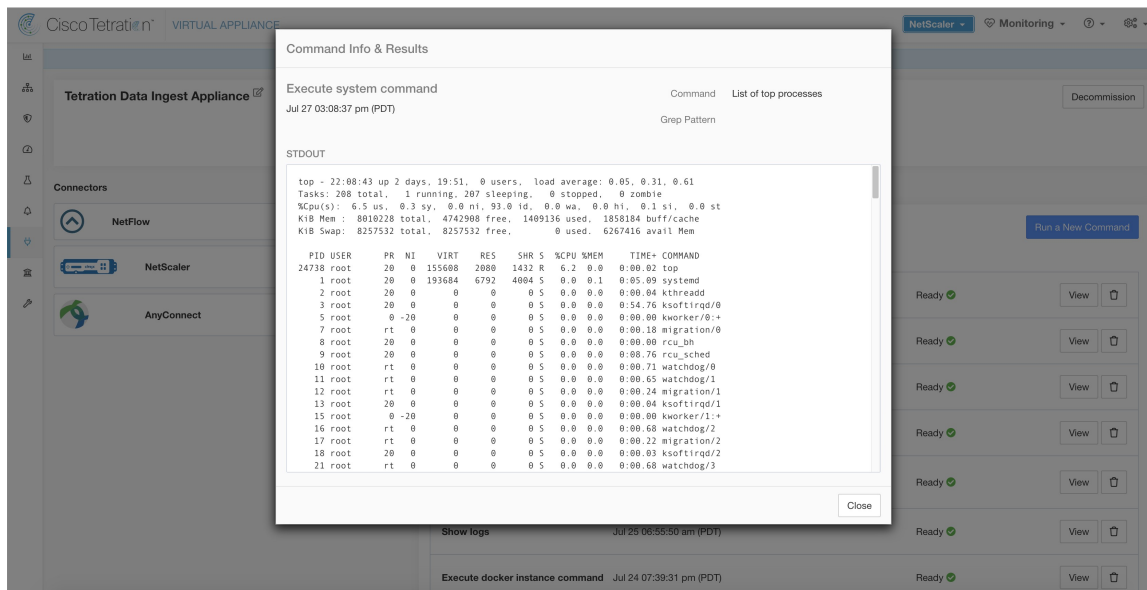 Cisco Tetration™ VIRTUAL APPLIANCE
NetScaler
Monitoring
Tetration Data Ingest Appliance
Decommission
Connectors
NetFlow
NetScaler
AnyConnect
Run a New Command
Command Info & Results
Execute system command
Jul 27 03:08:37 pm (PDT)
Command List of top processes
Grep Pattern
STDOUT
top - 22:08:43 up 2 days, 19:51, 0 users, load average: 0.05, 0.31, 0.61
Tasks: 208 total, 1 running, 207 sleeping, 0 stopped, 0 zombie
%Cpu(s): 6.5 us, 0.3 sy, 0.0 ni, 93.0 id, 0.0 wa, 0.0 hi, 0.1 si, 0.0 st
KiB Mem : 8010228 total, 4742908 free, 1409136 used, 1858184 buff/cache
KiB Swap: 8257532 total, 8257532 free, 0 used. 6267416 avail Mem
PID USER PR NI VIRT RES SHR S %CPU %MEM TIME+ COMMAND
24738 root 20 0 155608 2080 1432 R 6.2 0.0 0:00.02 top
1 root 20 0 193684 6792 4004 S 0.0 0.1 0:05.09 systemd
2 root 20 0 0 0 0 S 0.0 0.0 0:00.04 kthreadd
3 root 20 0 0 0 0 S 0.0 0.0 0:54.76 ksoftirqd/0
5 root 0 -20 0 0 0 S 0.0 0.0 0:00.00 kworker/0:+
7 root rt 0 0 0 0 S 0.0 0.0 0:00.18 migration/0
8 root 20 0 0 0 0 S 0.0 0.0 0:00.00 rcu_bh
9 root 20 0 0 0 0 S 0.0 0.0 0:08.76 rcu_sched
10 root rt 0 0 0 0 S 0.0 0.0 0:00.71 watchdog/0
11 root rt 0 0 0 0 S 0.0 0.0 0:00.65 watchdog/1
12 root rt 0 0 0 0 S 0.0 0.0 0:00.24 migration/1
13 root 20 0 0 0 0 S 0.0 0.0 0:00.04 ksoftirqd/1
15 root 0 -20 0 0 0 S 0.0 0.0 0:00.00 kworker/1:+
16 root rt 0 0 0 0 S 0.0 0.0 0:00.68 watchdog/2
17 root rt 0 0 0 0 S 0.0 0.0 0:00.22 migration/2
18 root 20 0 0 0 0 S 0.0 0.0 0:00.03 ksoftirqd/2
21 root rt 0 0 0 0 S 0.0 0.0 0:00.68 watchdog/3
Close
Ready View
Ready View
Ready View
Ready View
Ready View
Show logs Jul 25 06:55:50 am (PDT) Ready View
Execute docker instance command Jul 24 07:39:31 pm (PDT) Ready View